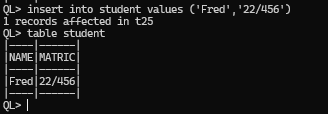 QL> insert into student values ('Fred','22/456')
1 records affected in t25
QL> table student
|----|------|
|NAME|MATRIC|
|----|------|
|Fred|22/456|
|----|------|
QL>